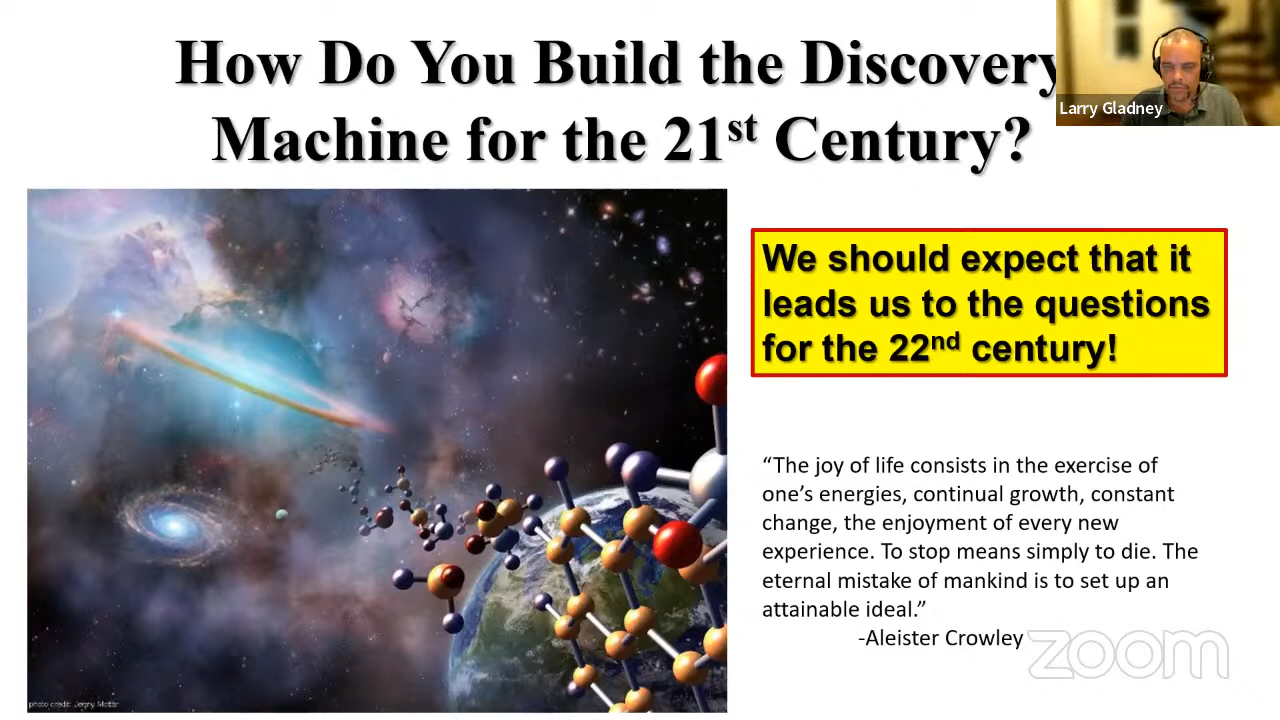 How Do You Build the Discovery
Machine for the 21st Century?
Larry Gladney
We should expect that it
leads us to the questions
for the 22nd century!
“The joy of life consists in the exercise of
one’s energies, continual growth, constant
change, the enjoyment of every new
experience. To stop means simply to die. The
eternal mistake of mankind is to set up an
attainable ideal.”
-Aleister Crowley
zoom
photo credit: Jenny